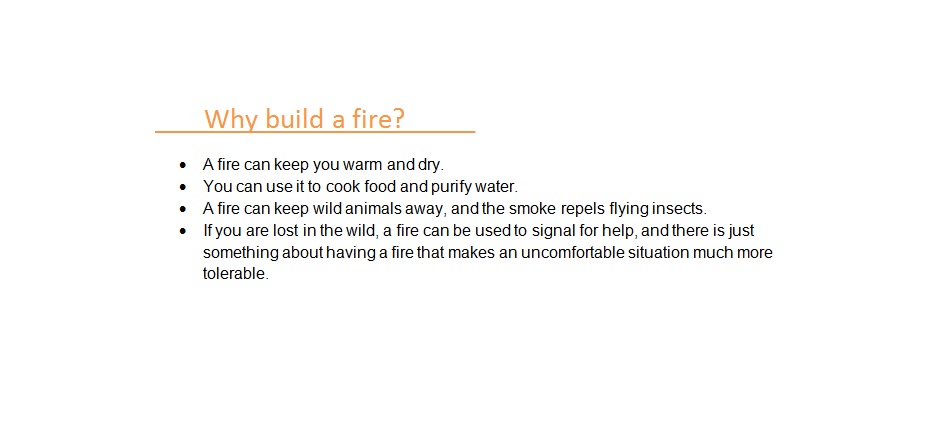 Why build a fire?
• A fire can keep you warm and dry.
• You can use it to cook food and purify water.
• A fire can keep wild animals away, and the smoke repels flying insects.
• If you are lost in the wild, a fire can be used to signal for help, and there is just
something about having a fire that makes an uncomfortable situation much more
tolerable.